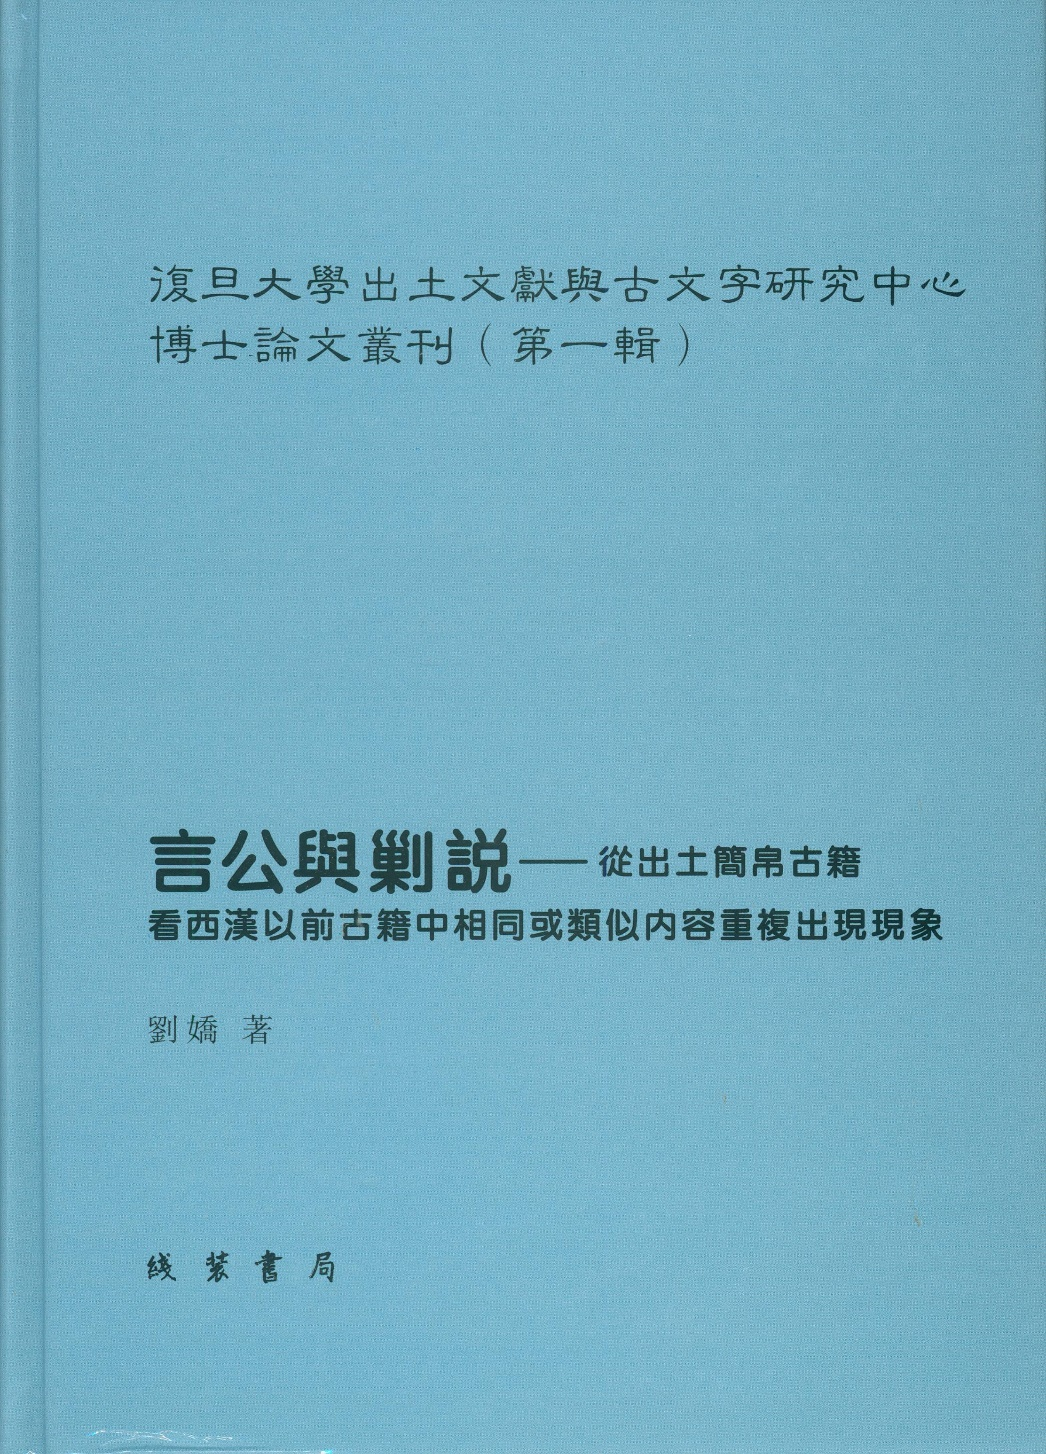 復旦大學出土文獻與古文字研究中心
博士論文叢刊（第一輯）
言公與剿説——從出土簡帛古籍
看西漢以前古籍中相同或類似内容重複出現現象
劉嬌 著
綫裝書局